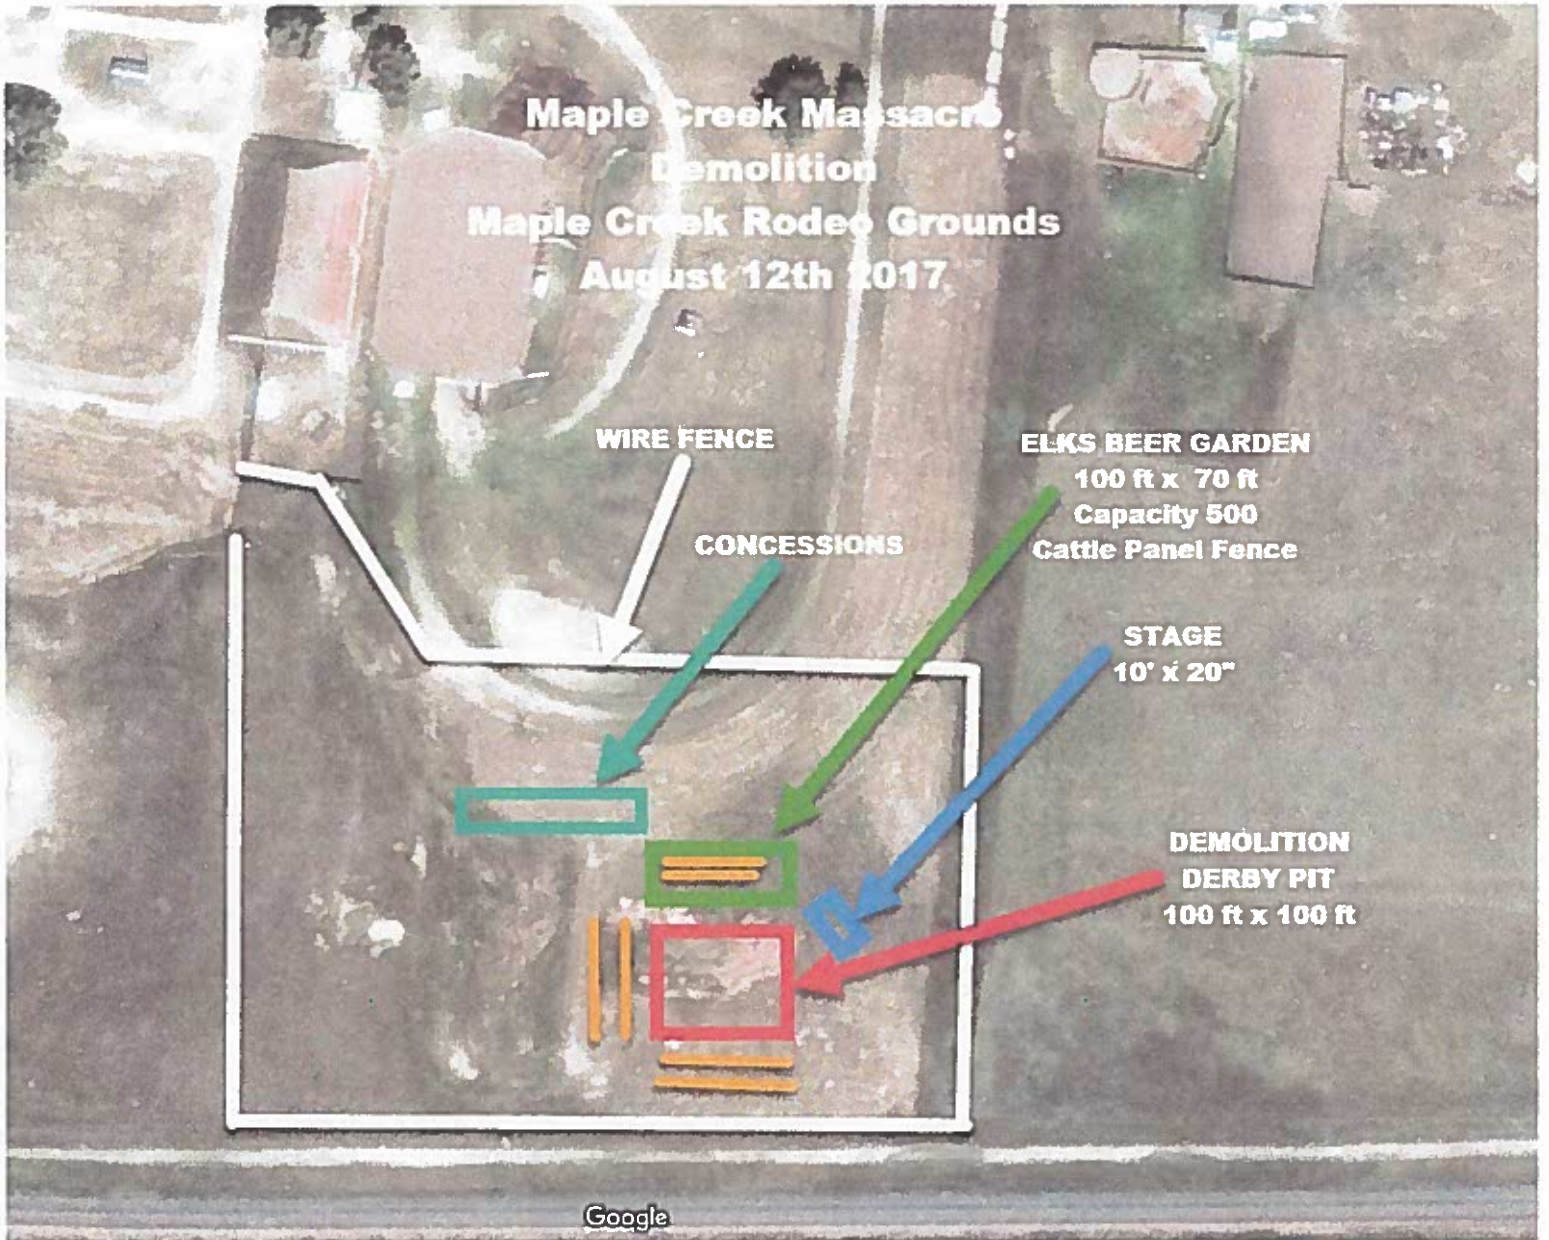 Maple Creek Massacre
Demolition
Maple Creek Rodeo Grounds
August 12th 2017
WIRE FENCE
CONCESSIONS
ELKS BEER GARDEN
100 ft x 70 ft
Capacity 500
Cattle Panel Fence
STAGE
10' x 20"
DEMOLITION
DERBY PIT
100 ft x 100 ft
Google